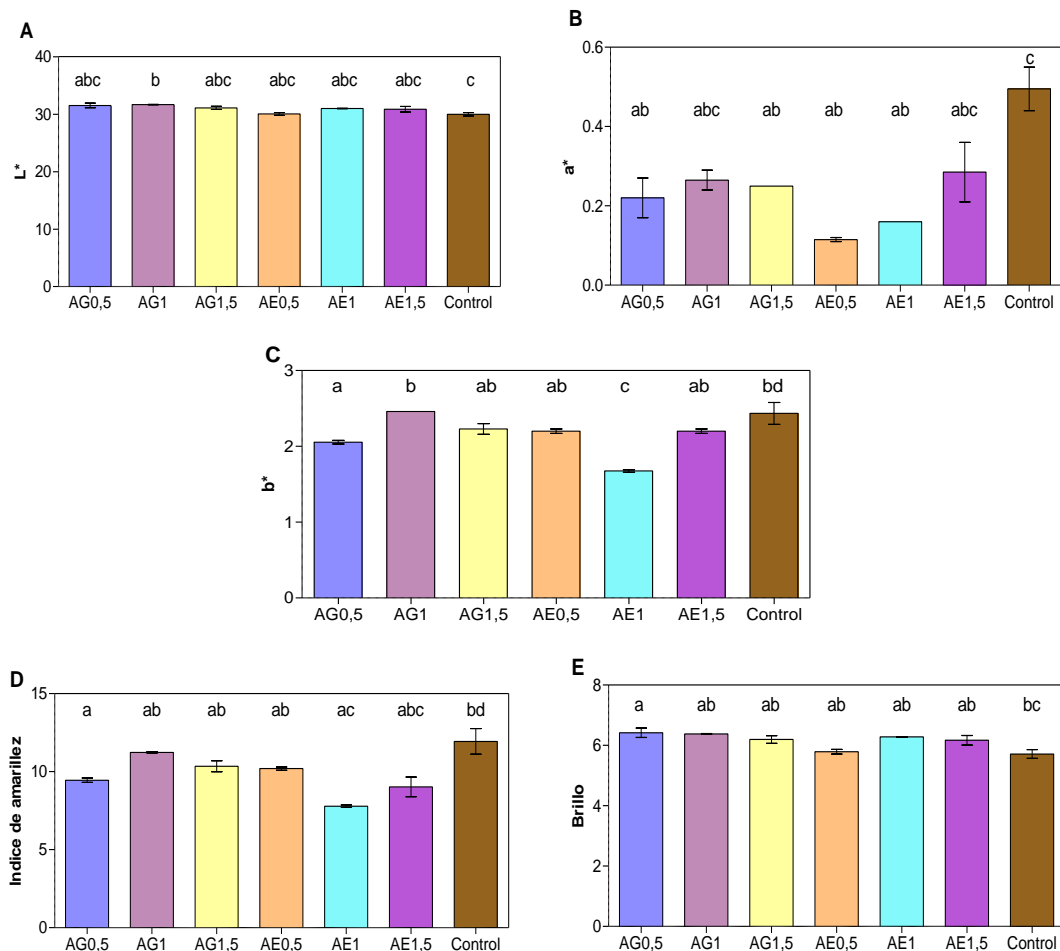 A
L*
40
30
20
10
0
abc b abc abc abc abc c
AG0,5 AG1 AG1,5 AE0,5 AE1 AE1,5 Control
B
a*
0.6
0.4
0.2
0.0
ab abc ab ab ab abc c
AG0,5 AG1 AG1,5 AE0,5 AE1 AE1,5 Control
C
b*
3
2
1
0
a b ab ab c ab bd
AG0,5 AG1 AG1,5 AE0,5 AE1 AE1,5 Control
D
Indice de amarillez
15
10
5
0
a ab ab ab ac abc bd
AG0,5 AG1 AG1,5 AE0,5 AE1 AE1,5 Control
E
Brillo
8
6
4
2
0
a ab ab ab ab ab bc
AG0,5 AG1 AG1,5 AE0,5 AE1 AE1,5 Control